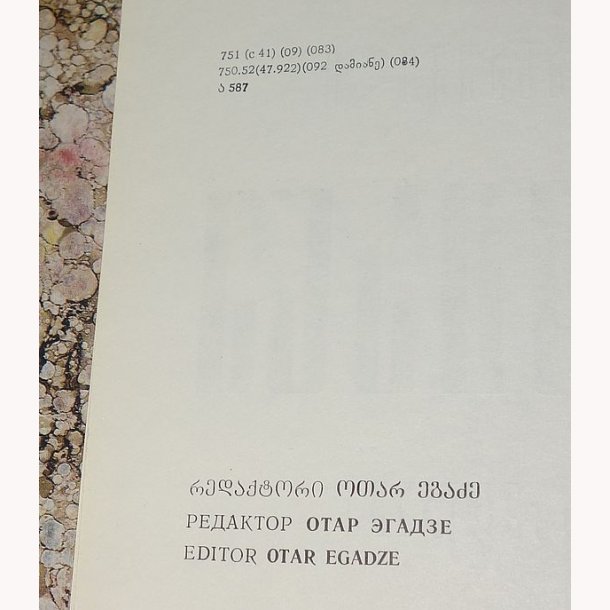 751 (с 41) (09) (083)
750.52(47.922)(092 დამიანე) (084)
ა 587
რედაქტორი ოთარ ეგაძე
РЕДАКТОР ОТАР ЭГАДЗЕ
EDITOR OTAR EGADZE